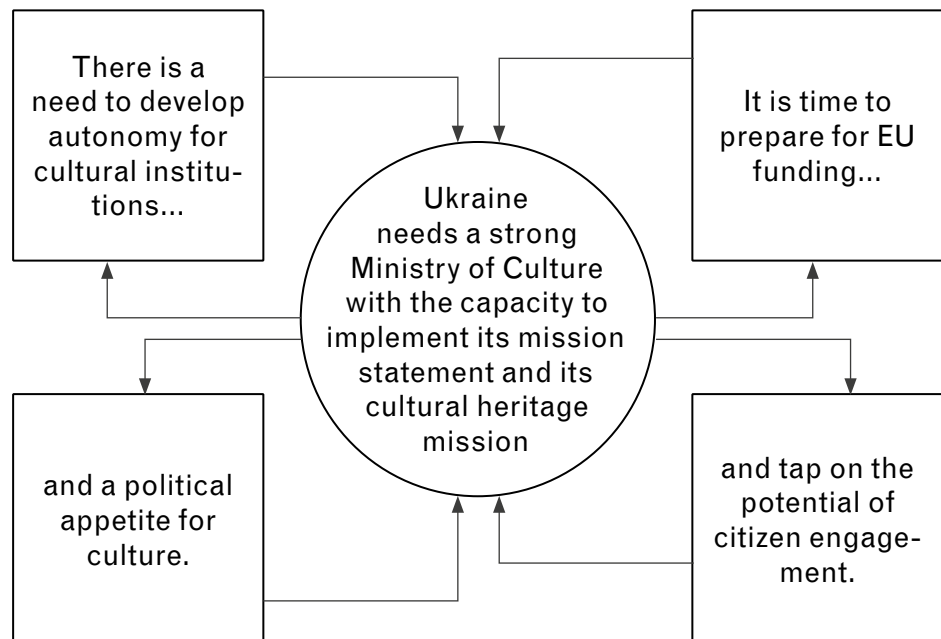 There is a
need to develop
autonomy for
cultural institu-
tions...
and a political
appetite for
culture.
Ukraine
needs a strong
Ministry of Culture
with the capacity to
implement its mission
statement and its
cultural heritage
mission
It is time to
prepare for EU
funding...
and tap on the
potential of
citizen engage-
ment.